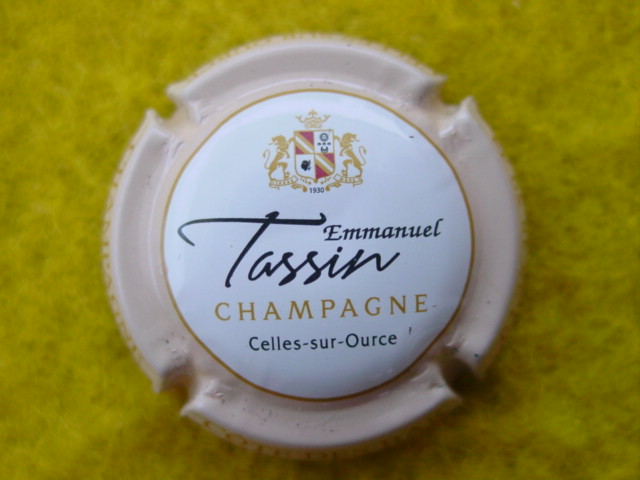 1930
Emmanuel
Tassin
CHAMPAGNE
Celles-sur-Ource